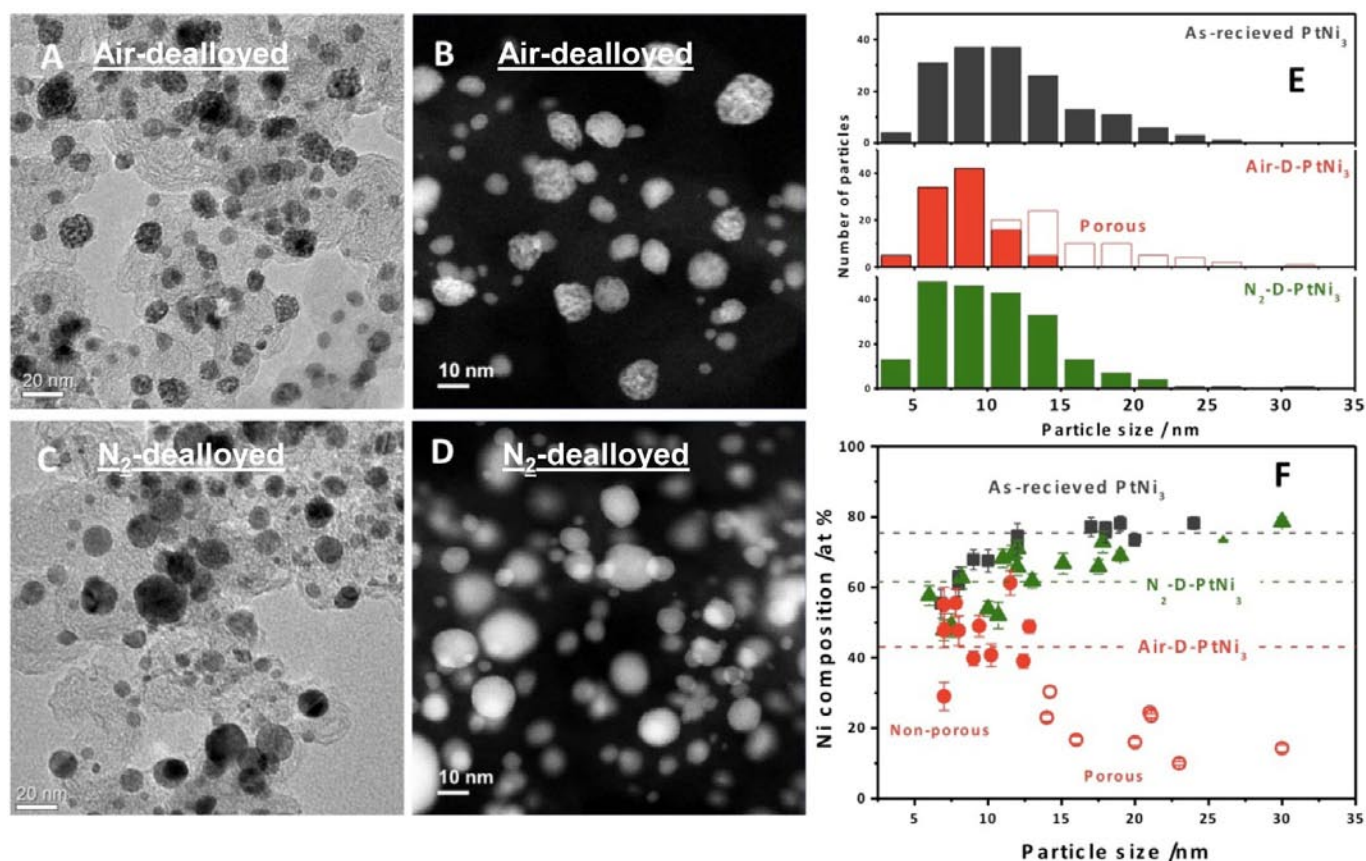 A Air-dealloyed
20 nm
B Air-dealloyed
10 nm
C N₂-dealloyed
20 nm
D N₂-dealloyed
10 nm
As-recieved PtNi₃
E
Air-D-PtNi₃
Porous
N₂-D-PtNi₃
Number of particles
40
20
0
40
20
0
40
20
0
5 10 15 20 25 30 35
Particle size /nm
F
As-recieved PtNi₃
N₂-D-PtNi₃
Air-D-PtNi₃
Non-porous
Porous
Ni composition /at %
100
80
60
40
20
0
5 10 15 20 25 30 35
Particle size /nm